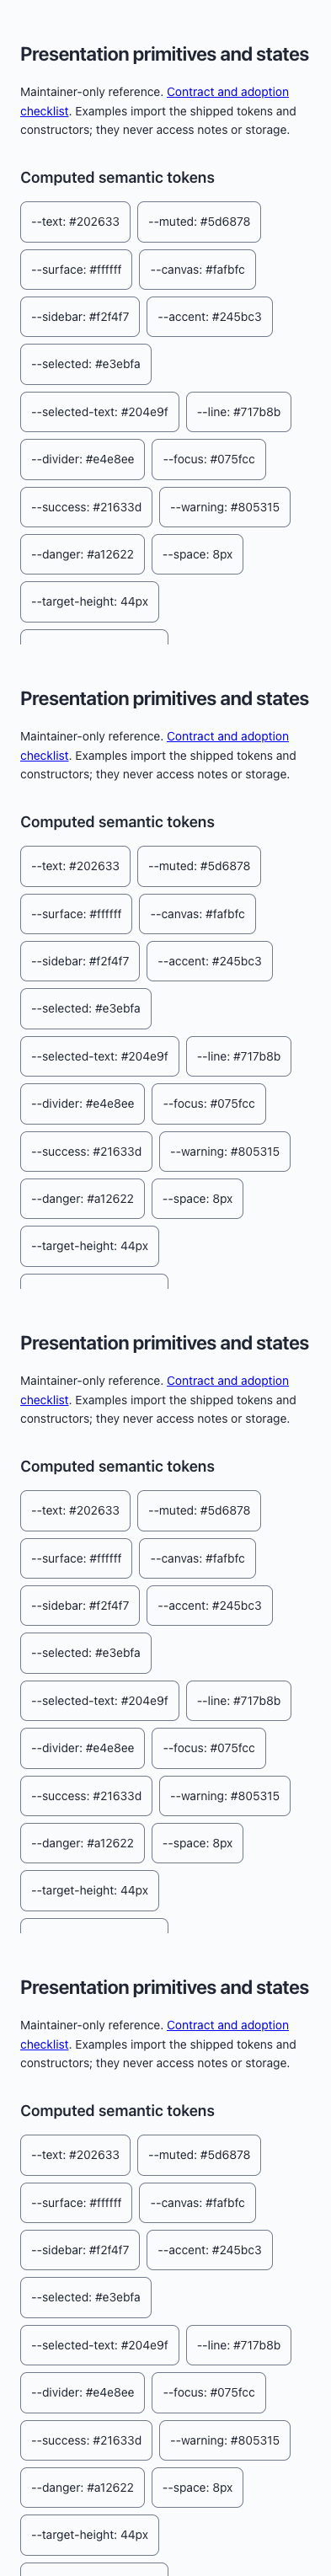 Presentation primitives and states
Maintainer-only reference. Contract and adoption
checklist. Examples import the shipped tokens and
constructors; they never access notes or storage.
Computed semantic tokens
--text: #202633 --muted: #5d6878
--surface: #ffffff --canvas: #fafbfc
--sidebar: #f2f4f7 --accent: #245bc3
--selected: #e3ebfa
--selected-text: #204e9f --line: #717b8b
--divider: #e4e8ee --focus: #075fcc
--success: #21633d --warning: #805315
--danger: #a12622 --space: 8px
--target-height: 44px
Presentation primitives and states
Maintainer-only reference. Contract and adoption
checklist. Examples import the shipped tokens and
constructors; they never access notes or storage.
Computed semantic tokens
--text: #202633 --muted: #5d6878
--surface: #ffffff --canvas: #fafbfc
--sidebar: #f2f4f7 --accent: #245bc3
--selected: #e3ebfa
--selected-text: #204e9f --line: #717b8b
--divider: #e4e8ee --focus: #075fcc
--success: #21633d --warning: #805315
--danger: #a12622 --space: 8px
--target-height: 44px
Presentation primitives and states
Maintainer-only reference. Contract and adoption
checklist. Examples import the shipped tokens and
constructors; they never access notes or storage.
Computed semantic tokens
--text: #202633 --muted: #5d6878
--surface: #ffffff --canvas: #fafbfc
--sidebar: #f2f4f7 --accent: #245bc3
--selected: #e3ebfa
--selected-text: #204e9f --line: #717b8b
--divider: #e4e8ee --focus: #075fcc
--success: #21633d --warning: #805315
--danger: #a12622 --space: 8px
--target-height: 44px
Presentation primitives and states
Maintainer-only reference. Contract and adoption
checklist. Examples import the shipped tokens and
constructors; they never access notes or storage.
Computed semantic tokens
--text: #202633 --muted: #5d6878
--surface: #ffffff --canvas: #fafbfc
--sidebar: #f2f4f7 --accent: #245bc3
--selected: #e3ebfa
--selected-text: #204e9f --line: #717b8b
--divider: #e4e8ee --focus: #075fcc
--success: #21633d --warning: #805315
--danger: #a12622 --space: 8px
--target-height: 44px